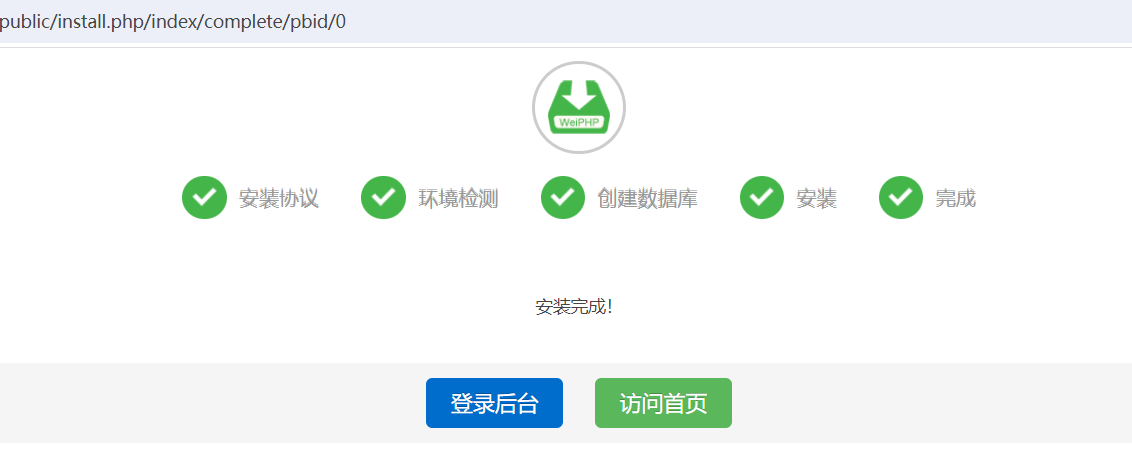 public/install.php/index/complete/pbid/0
WeiPHP
安装协议 环境检测 创建数据库 安装 完成
安装完成!
登录后台 访问首页